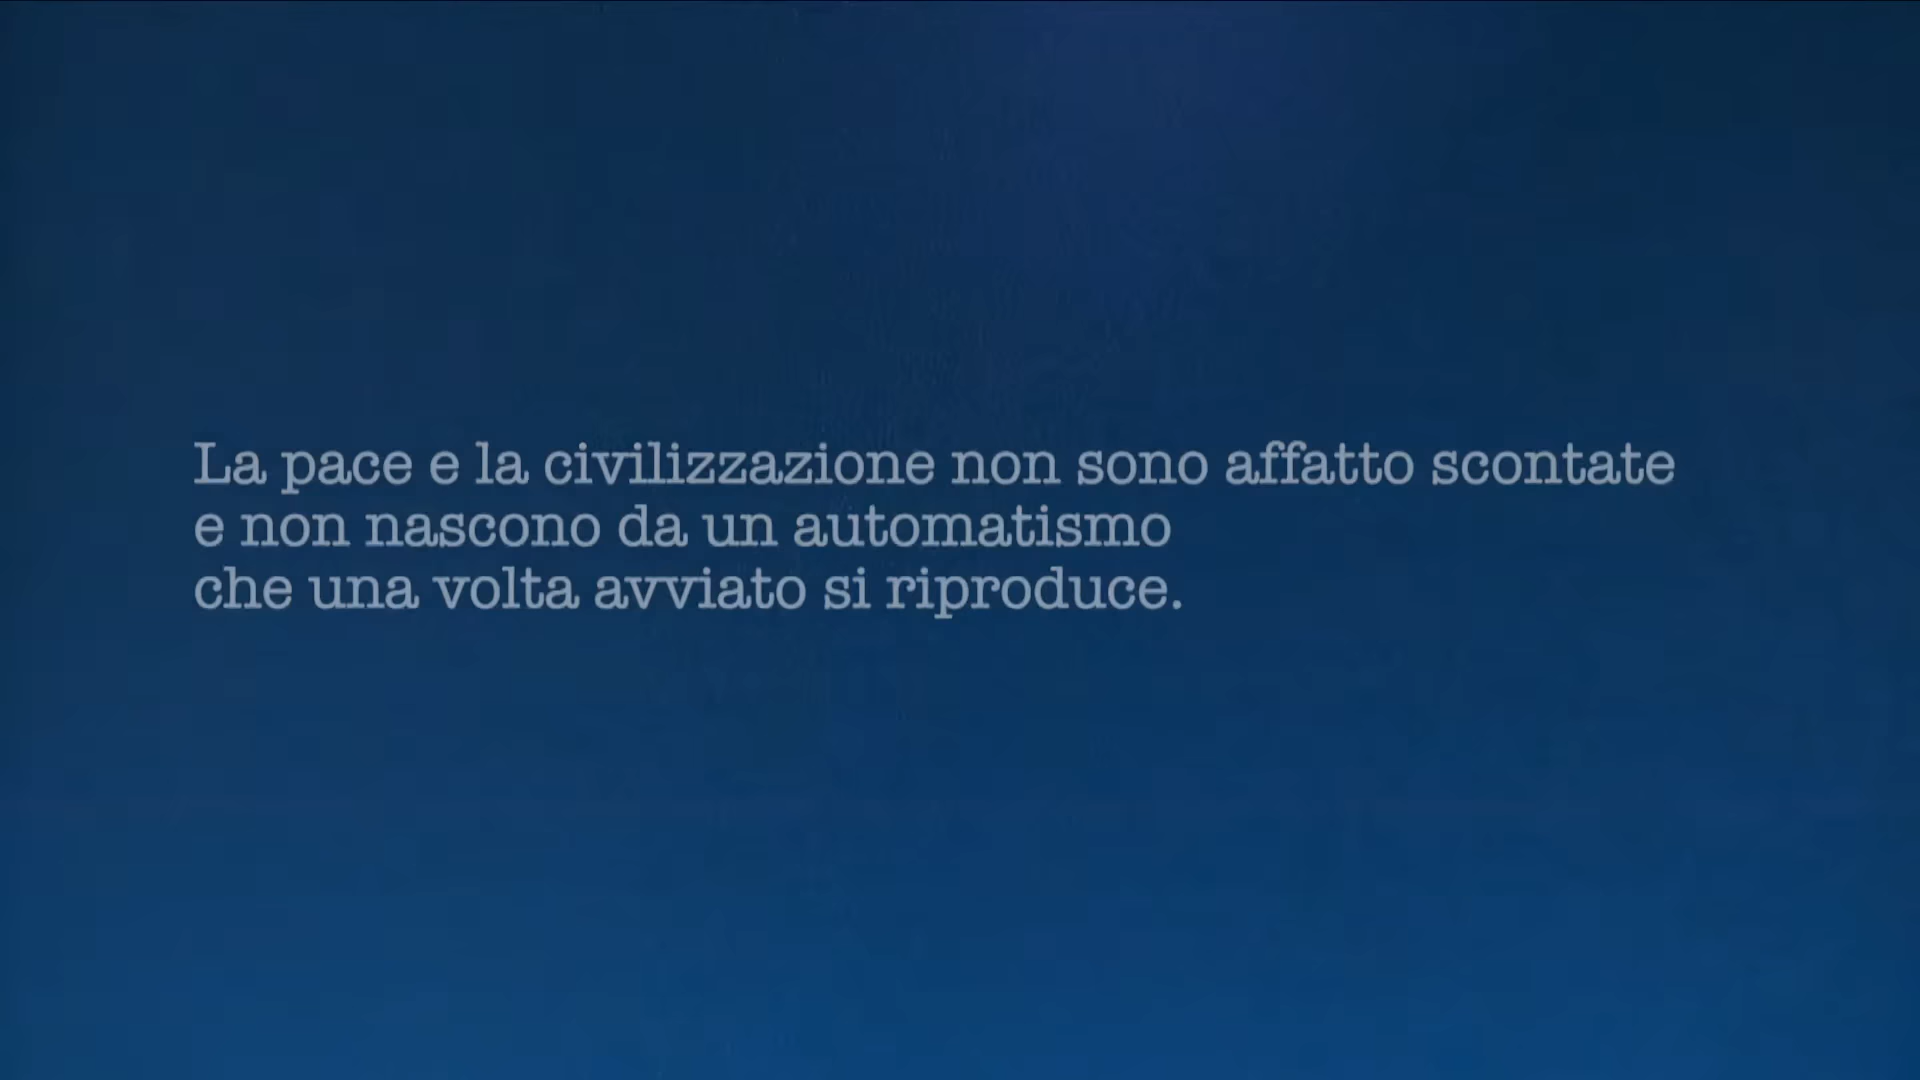 La pace e la civilizzazione non sono affatto scontate
e non nascono da un automatismo
che una volta avviato si riproduce.